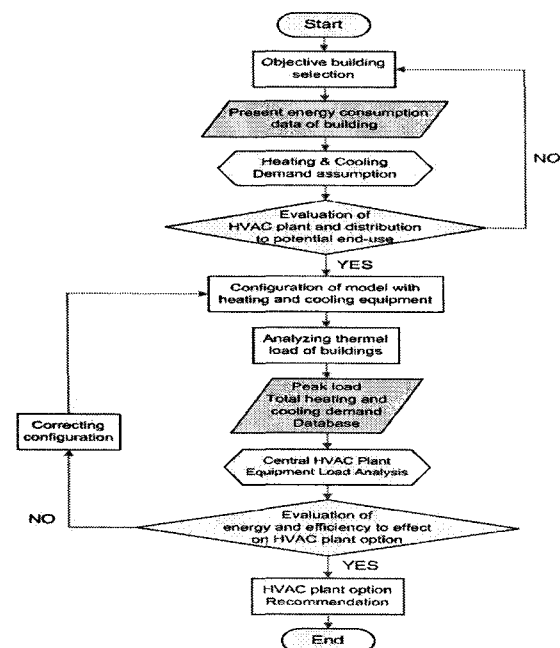 Start
Objective building
selection
Present energy consumption
data of building
Heating & Cooling
Demand assumption
NO
Evaluation of
HVAC plant and distribution
to potential end-use
YES
Configuration of model with
heating and cooling equipment
Analyzing thermal
load of buildings
Peak load
Total heating and
cooling demand
Database
Correcting
configuration
Central HVAC Plant
Equipment Load Analysis
NO
Evaluation of
energy and efficiency to effect
on HVAC plant option
YES
HVAC plant option
Recommendation
End